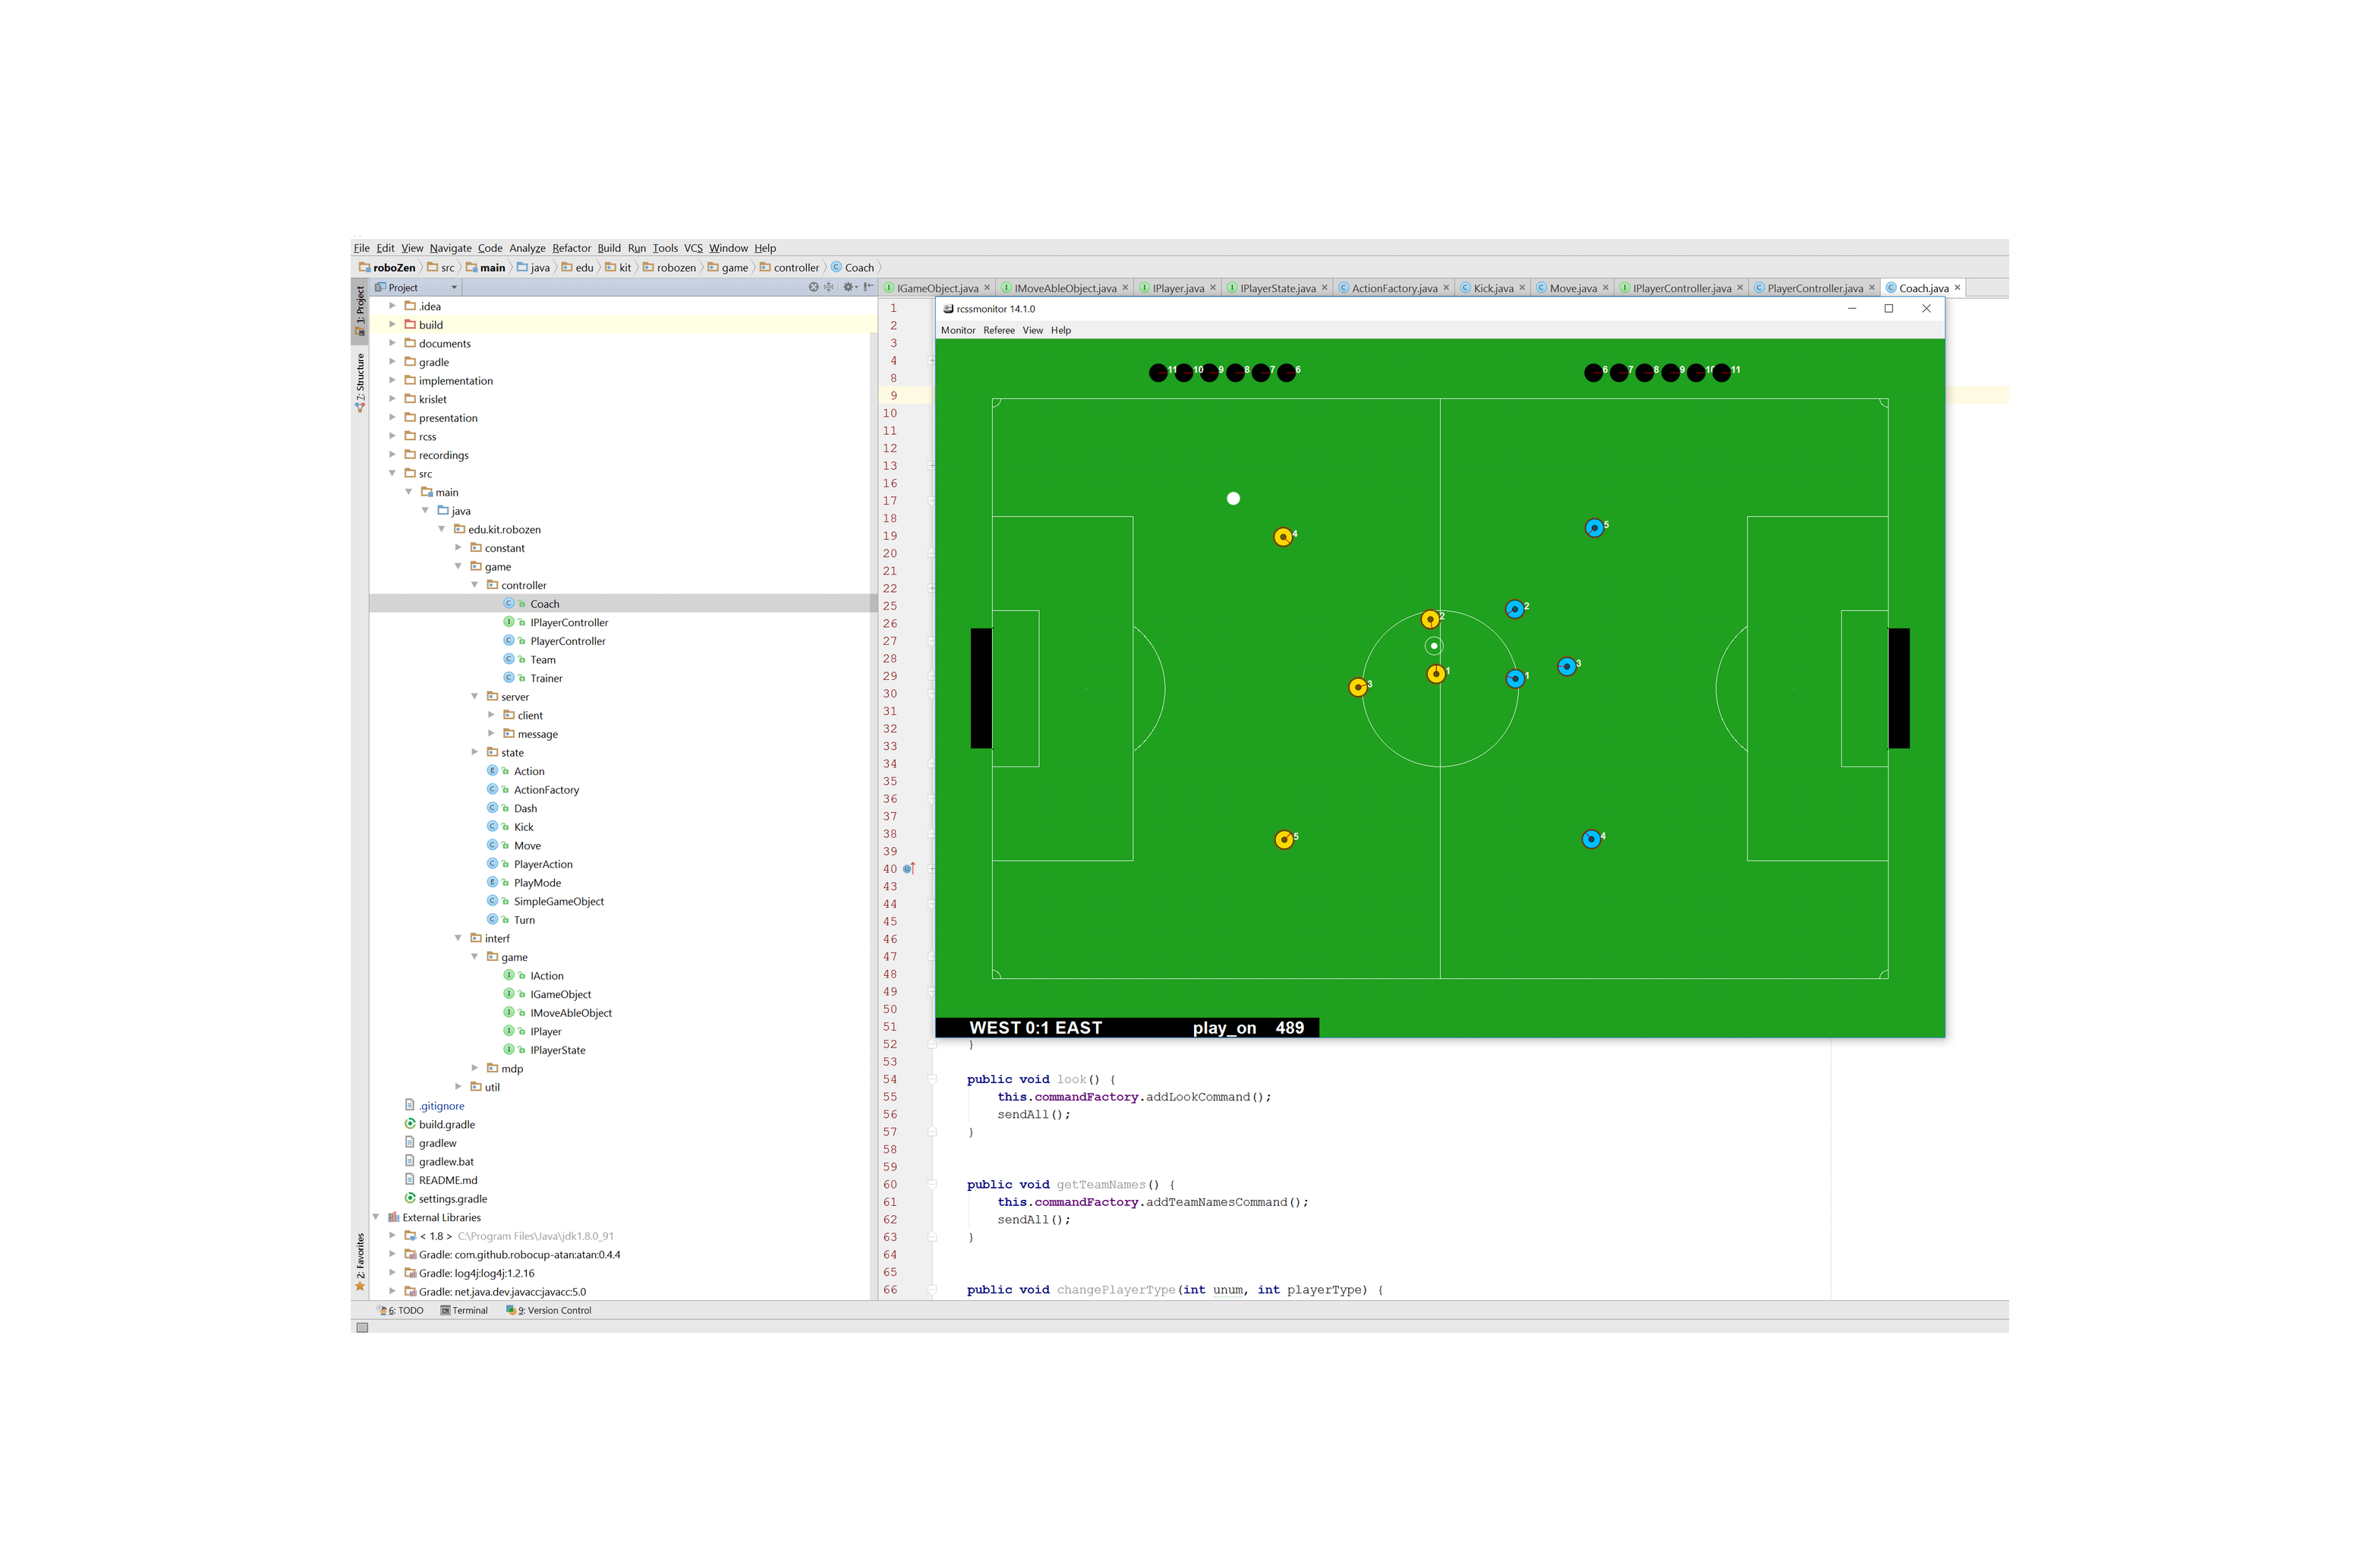 File Edit View Navigate Code Analyze Refactor Build Run Tools VCS Window Help
roboZen src main java edu kit robozen game controller Coach
1: Project
7: Structure
2: Favorites
Project
.idea
build
documents
gradle
implementation
krislet
presentation
rcss
recordings
src
main
java
edu.kit.robozen
constant
game
controller
Coach
IPlayerController
PlayerController
Team
Trainer
server
client
message
state
Action
ActionFactory
Dash
Kick
Move
PlayerAction
PlayMode
SimpleGameObject
Turn
interf
game
IAction
IGameObject
IMoveAbleObject
IPlayer
IPlayerState
mdp
util
.gitignore
build.gradle
gradlew
gradlew.bat
README.md
settings.gradle
External Libraries
< 1.8 > C:\Program Files\Java\jdk1.8.0_91
Gradle: com.github.robocup-atan:atan:0.4.4
Gradle: log4j:log4j:1.2.16
Gradle: net.java.dev.javacc:javacc:5.0
IGameObject.java IMoveAbleObject.java IPlayer.java IPlayerState.java ActionFactory.java Kick.java Move.java IPlayerController.java PlayerController.java Coach.java
rcssmonitor 14.1.0
Monitor Referee View Help
11 10 9 8 7 6 6 7 8 9 10 11
4 5
2 2
1 1 3
3
5 4
WEST 0:1 EAST play_on 489
1
2
3
4
8
9
10
11
12
13
16
17
18
19
20
21
22
25
26
27
28
29
30
31
32
33
34
35
36
37
38
39
40
43
44
45
46
47
48
49
50
51
52 }
53
54 public void look() {
55 this.commandFactory.addLookCommand();
56 sendAll();
57 }
58
59
60 public void getTeamNames() {
61 this.commandFactory.addTeamNamesCommand();
62 sendAll();
63 }
64
65
66 public void changePlayerType(int unum, int playerType) {
6: TODO Terminal 9: Version Control